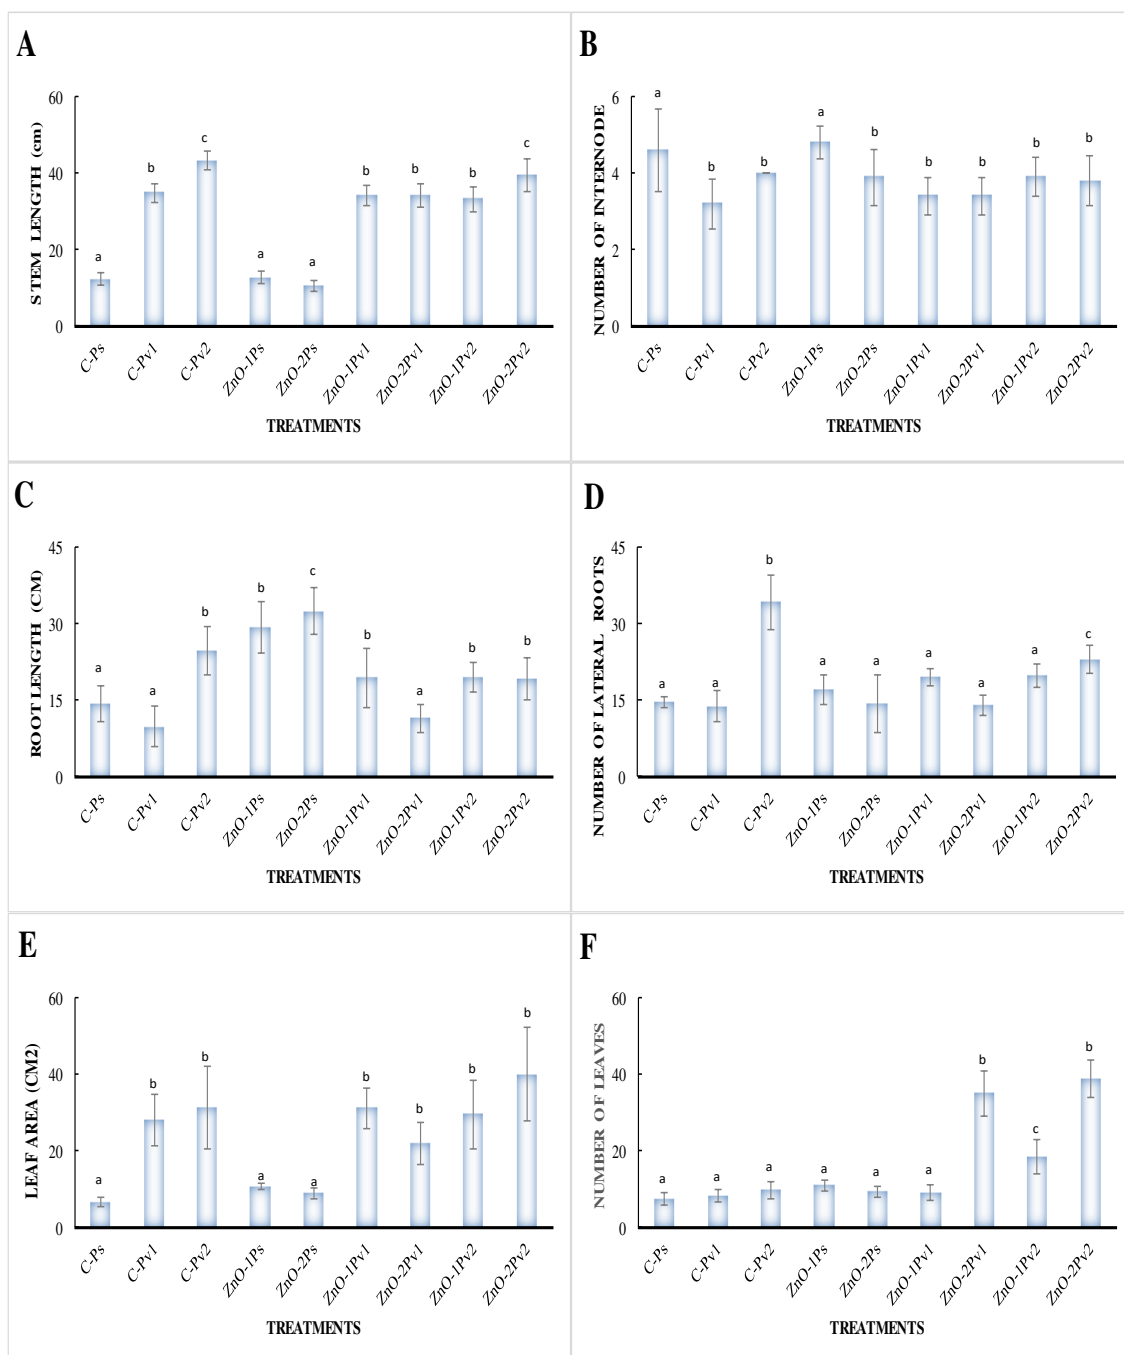 A
STEM LENGTH (cm)
60
40
20
0
a
b
c
a
a
b
b
b
c
C-Ps
C-Pv1
C-Pv2
ZnO-1Ps
ZnO-2Ps
ZnO-1Pv1
ZnO-2Pv1
ZnO-1Pv2
ZnO-2Pv2
TREATMENTS
B
NUMBER OF INTERNODE
6
4
2
0
a
b
b
a
b
b
b
b
b
C-Ps
C-Pv1
C-Pv2
ZnO-1Ps
ZnO-2Ps
ZnO-1Pv1
ZnO-2Pv1
ZnO-1Pv2
ZnO-2Pv2
TREATMENTS
C
ROOT LENGTH (CM)
45
30
15
0
a
a
b
b
c
b
a
b
b
C-Ps
C-Pv1
C-Pv2
ZnO-1Ps
ZnO-2Ps
ZnO-1Pv1
ZnO-2Pv1
ZnO-1Pv2
ZnO-2Pv2
TREATMENTS
D
NUMBER OF LATERAL ROOTS
45
30
15
0
a
a
b
a
a
a
a
a
c
C-Ps
C-Pv1
C-Pv2
ZnO-1Ps
ZnO-2Ps
ZnO-1Pv1
ZnO-2Pv1
ZnO-1Pv2
ZnO-2Pv2
TREATMENTS
E
LEAF AREA (CM2)
60
40
20
0
a
b
b
a
a
b
b
b
b
C-Ps
C-Pv1
C-Pv2
ZnO-1Ps
ZnO-2Ps
ZnO-1Pv1
ZnO-2Pv1
ZnO-1Pv2
ZnO-2Pv2
TREATMENTS
F
NUMBER OF LEAVES
60
40
20
0
a
a
a
a
a
a
b
c
b
C-Ps
C-Pv1
C-Pv2
ZnO-1Ps
ZnO-2Ps
ZnO-1Pv1
ZnO-2Pv1
ZnO-1Pv2
ZnO-2Pv2
TREATMENTS